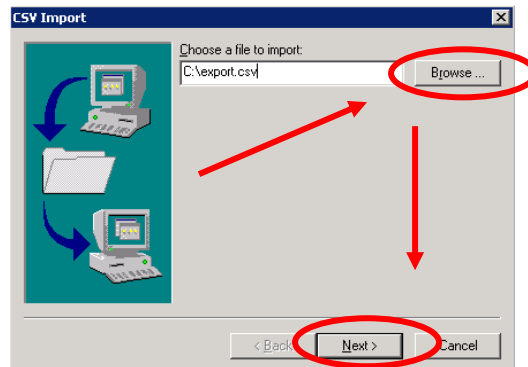 CSV Import
Choose a file to import:
C:\export.csv
Browse ...
< Back
Next >
Cancel